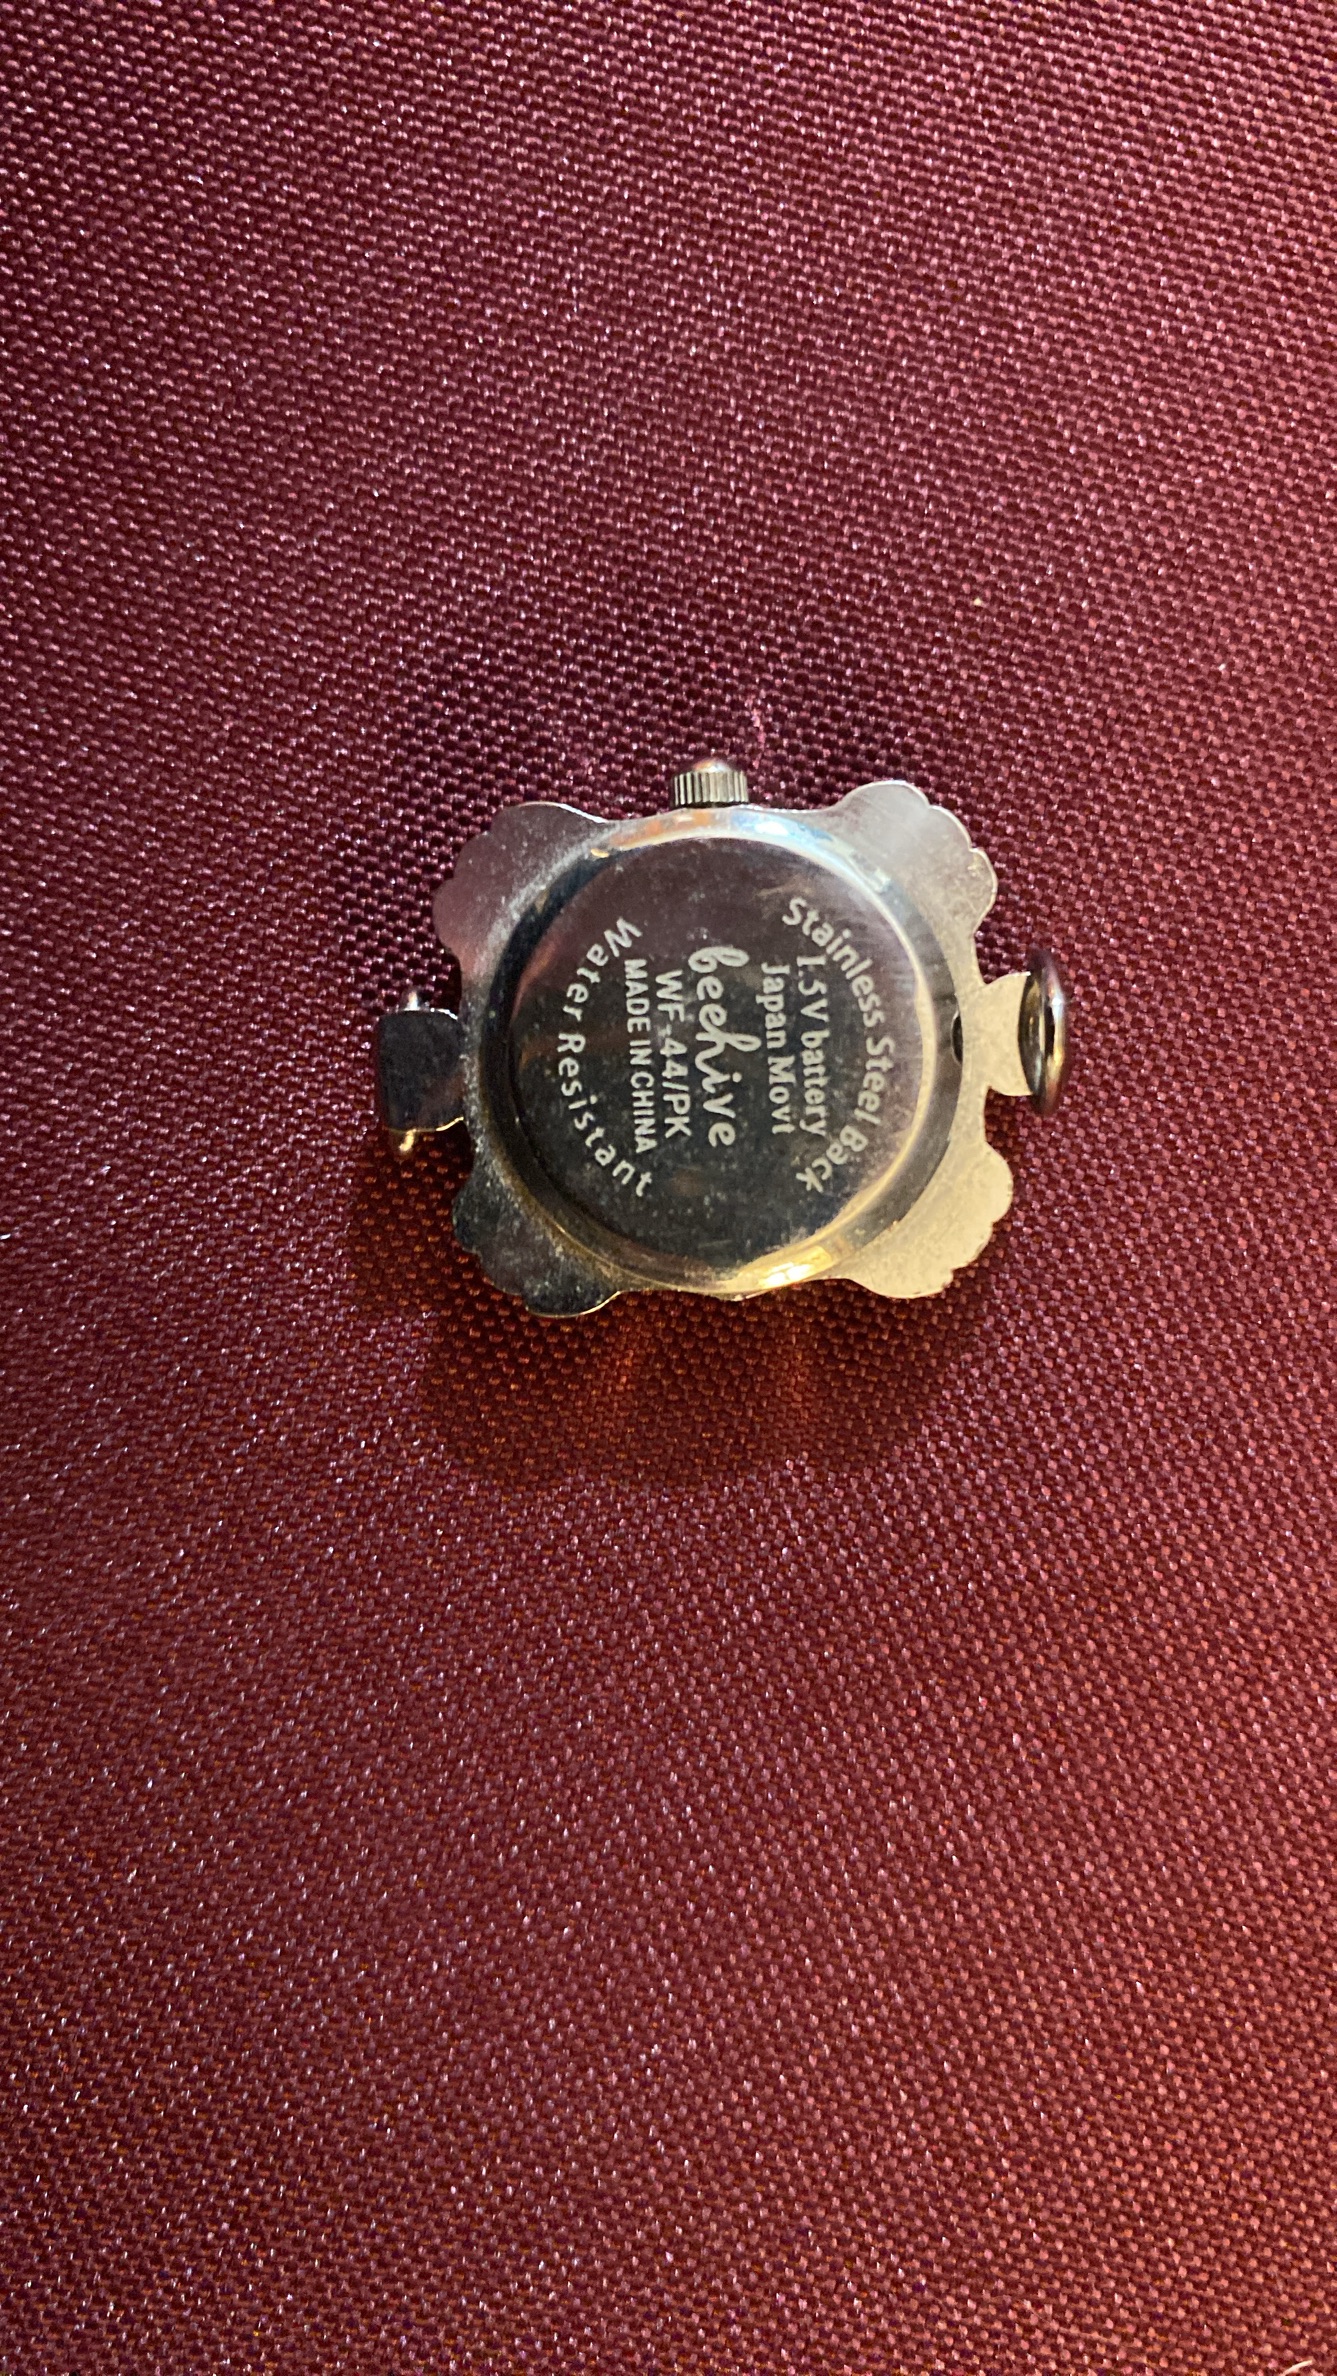 Stainless Steel Back
1.5V battery
Japan Movt
beehive
WF-44/PK
MADE IN CHINA
Water Resistant